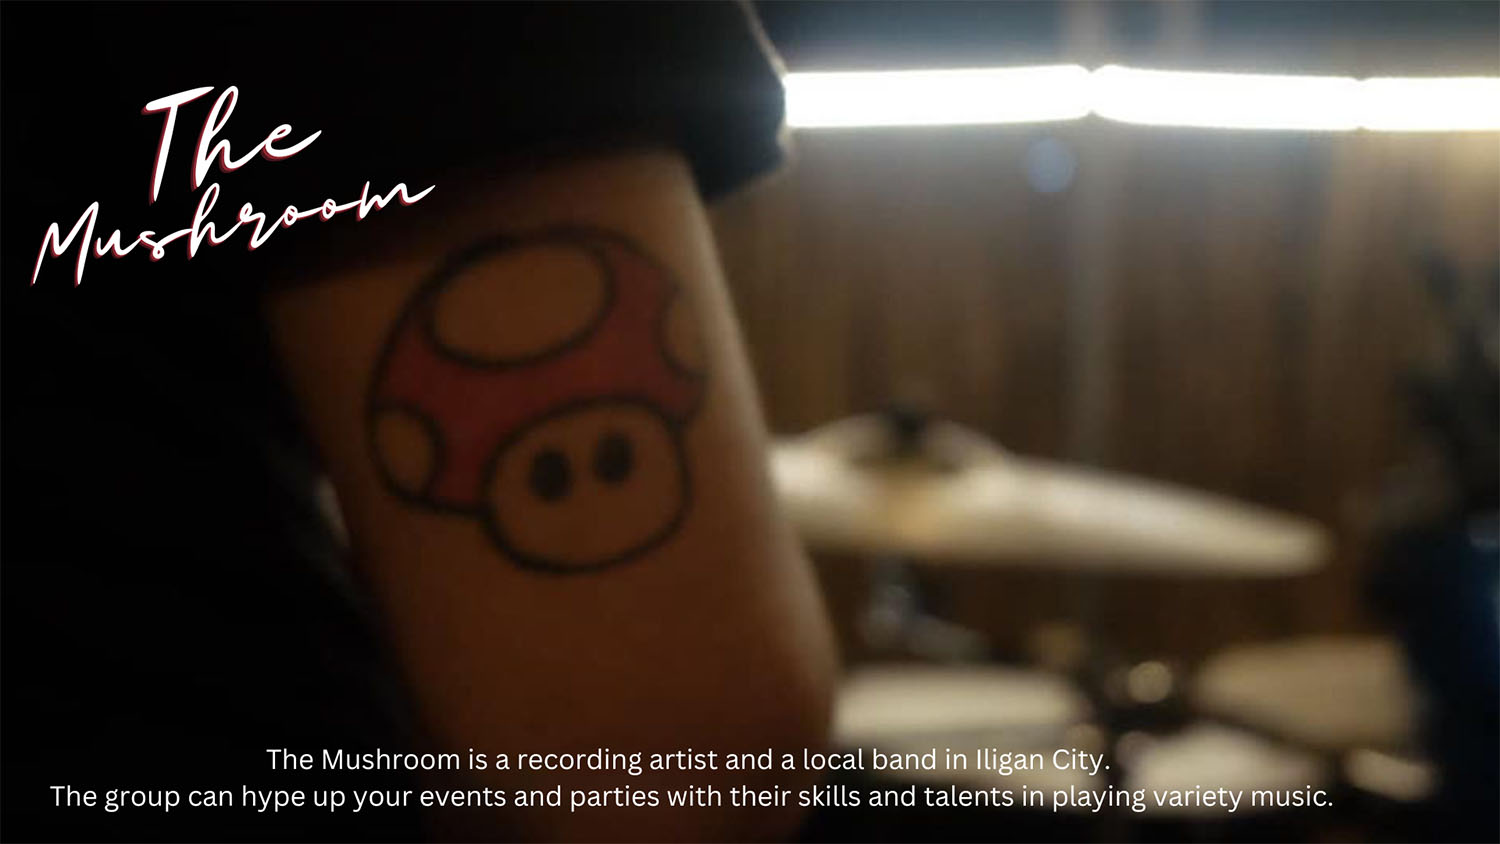 The
Mushroom
The Mushroom is a recording artist and a local band in Iligan City.
The group can hype up your events and parties with their skills and talents in playing variety music.